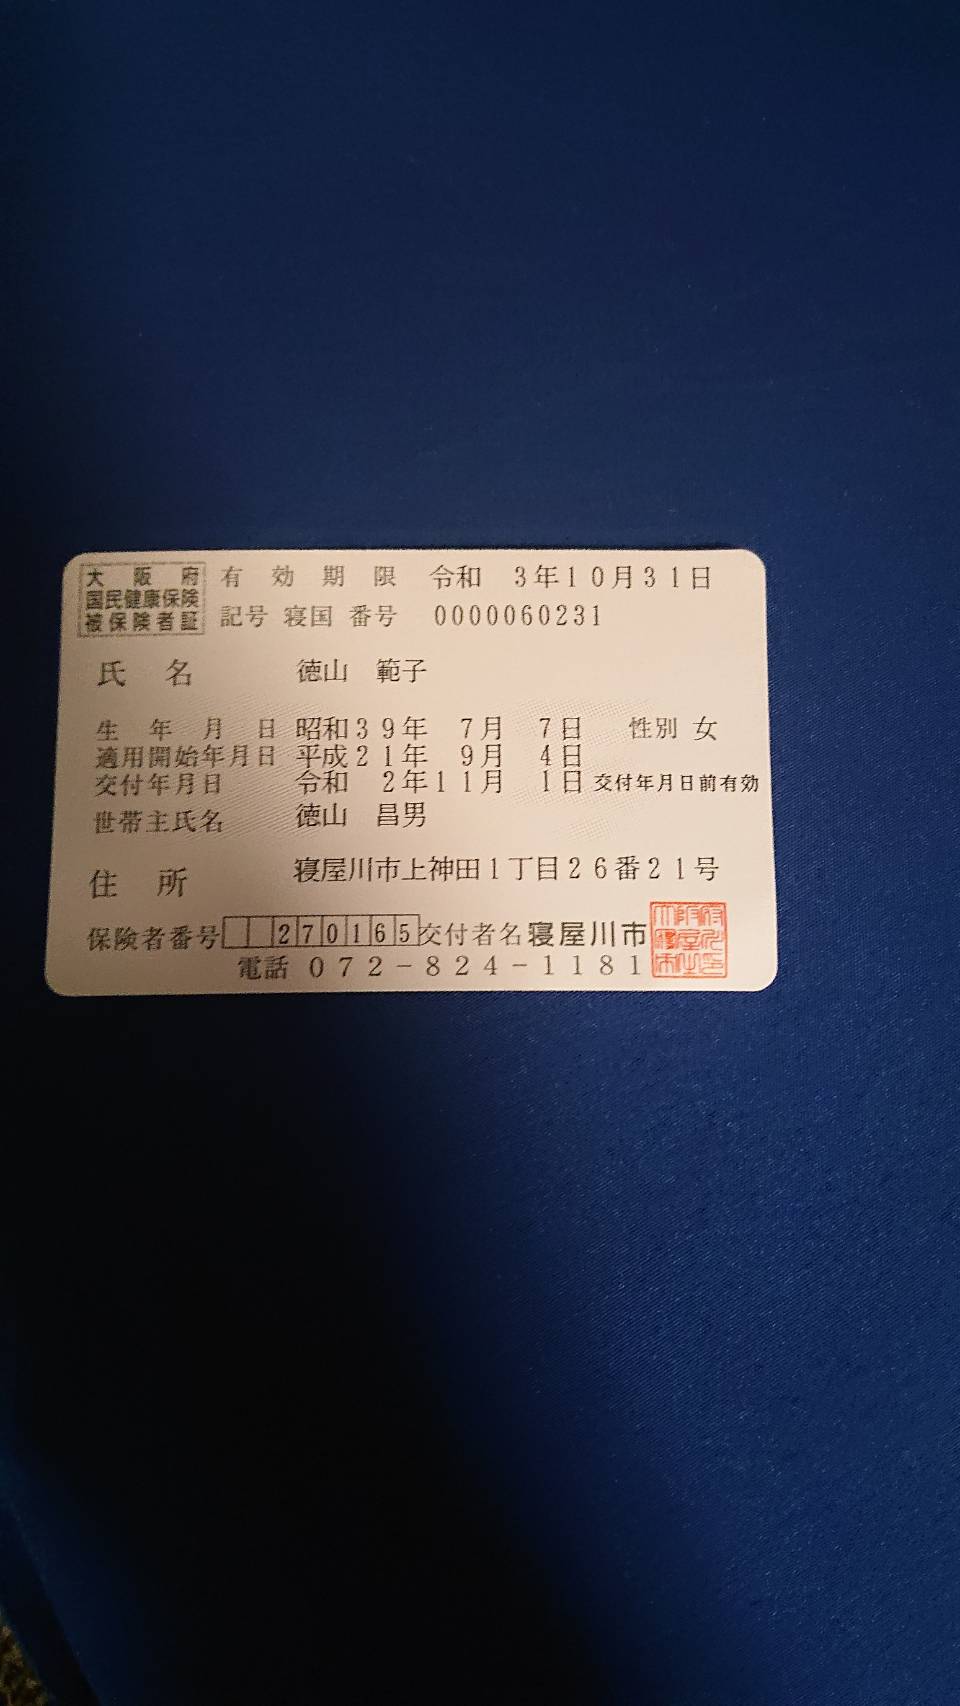 大阪府
国民健康保険
被保険者証
有効期限 令和 3年10月31日
記号 寝国 番号 0000060231
氏名 徳山 範子
生年月日 昭和39年 7月 7日 性別 女
適用開始年月日 平成21年 9月 4日
交付年月日 令和 2年11月 1日 交付年月日前有効
世帯主氏名 徳山 昌男
住所 寝屋川市上神田1丁目26番21号
保険者番号 270165 交付者名 寝屋川市
電話 072-824-1181